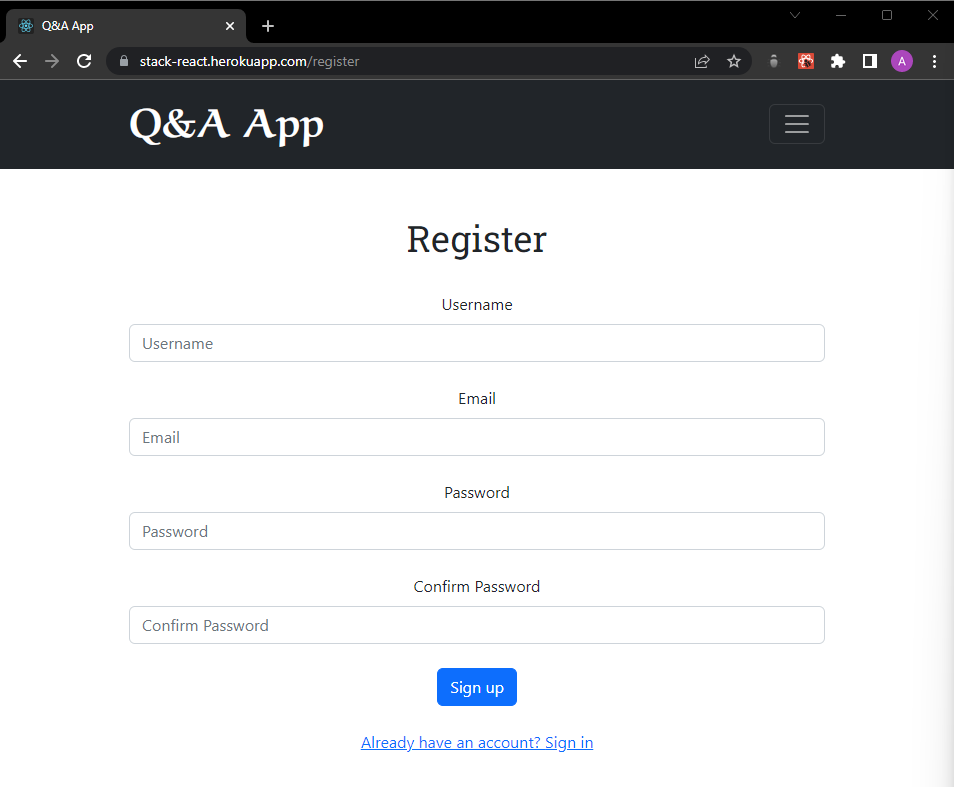 Q&A App
stack-react.herokuapp.com/register
A
Q&A App
Register
Username
Username
Email
Email
Password
Password
Confirm Password
Confirm Password
Sign up
Already have an account? Sign in